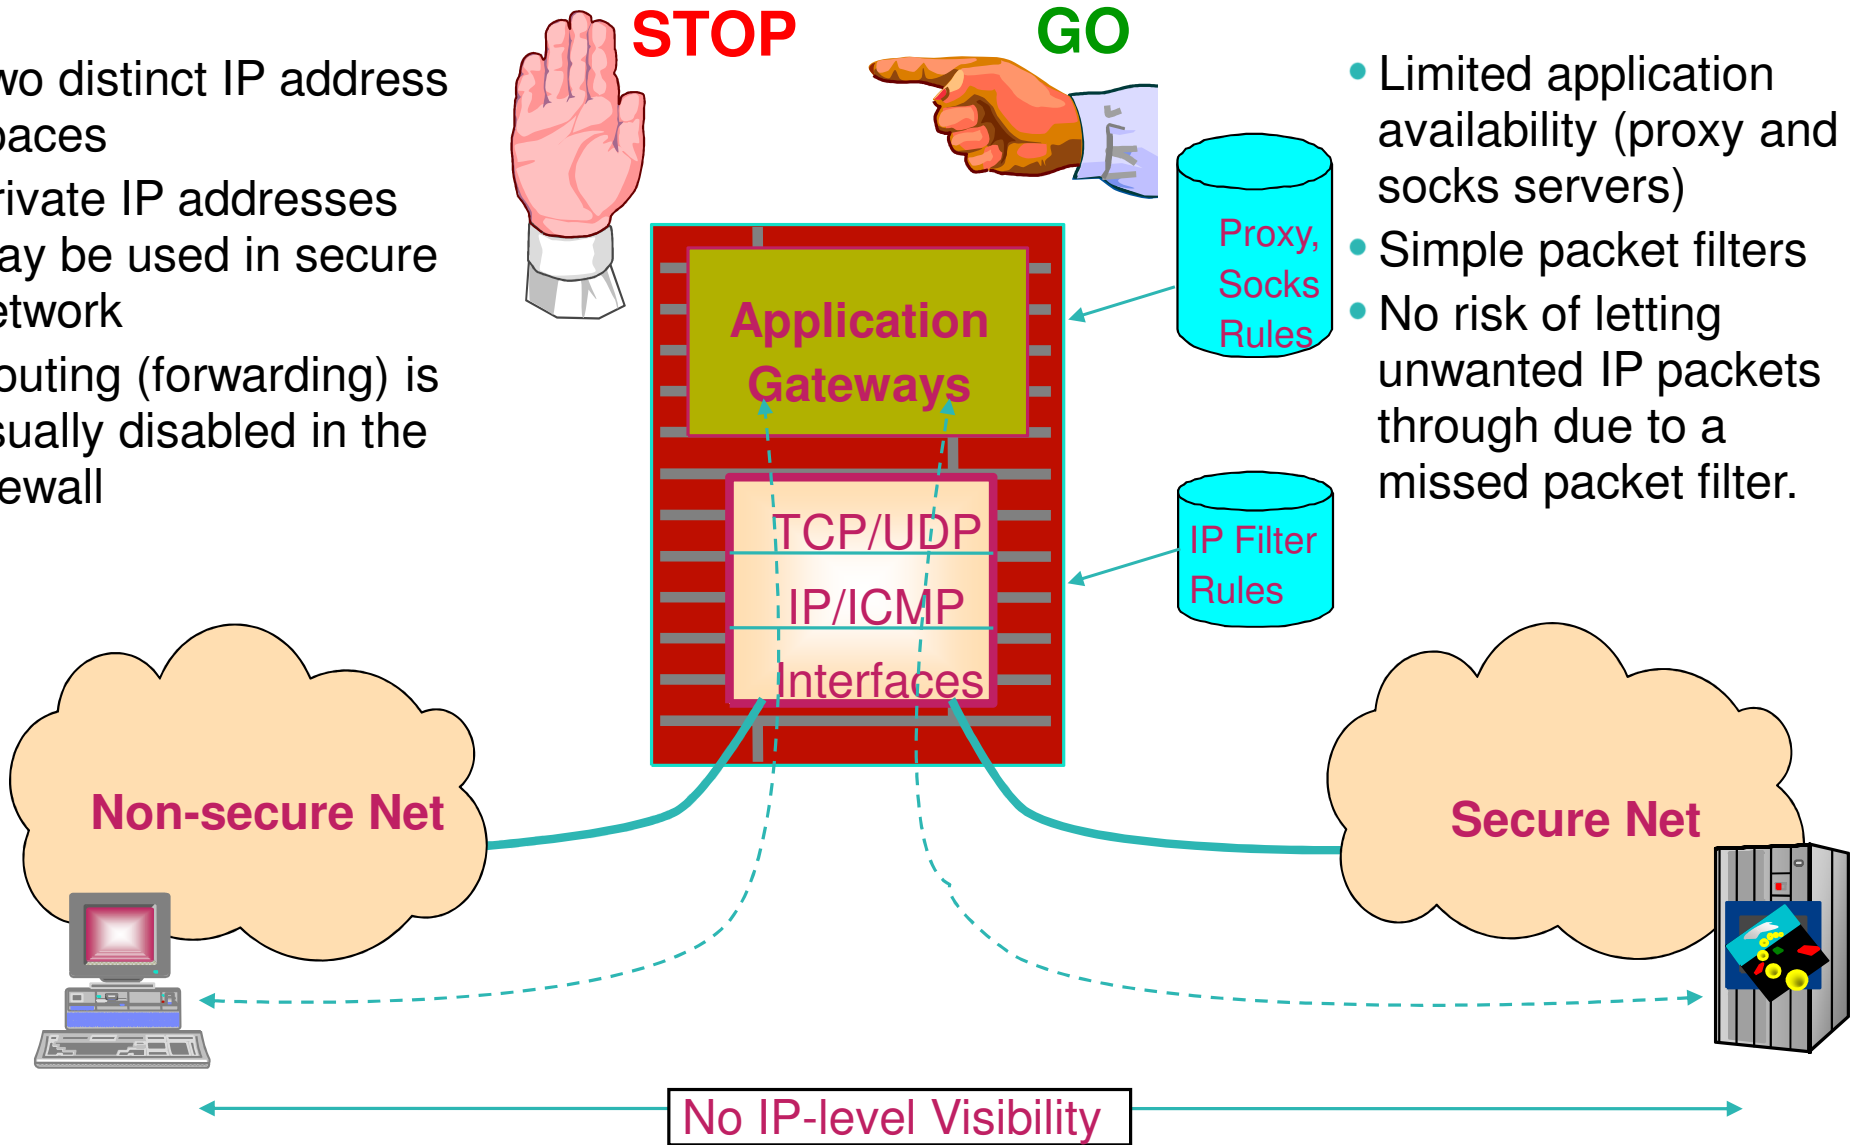 STOP
GO
wo distinct IP address
paces
rivate IP addresses
ay be used in secure
etwork
outing (forwarding) is
sually disabled in the
ewall
• Limited application
availability (proxy and
socks servers)
• Simple packet filters
• No risk of letting
unwanted IP packets
through due to a
missed packet filter.
Proxy,
Socks
Rules
Application
Gateways
TCP/UDP
IP/ICMP
Interfaces
IP Filter
Rules
Non-secure Net
Secure Net
No IP-level Visibility